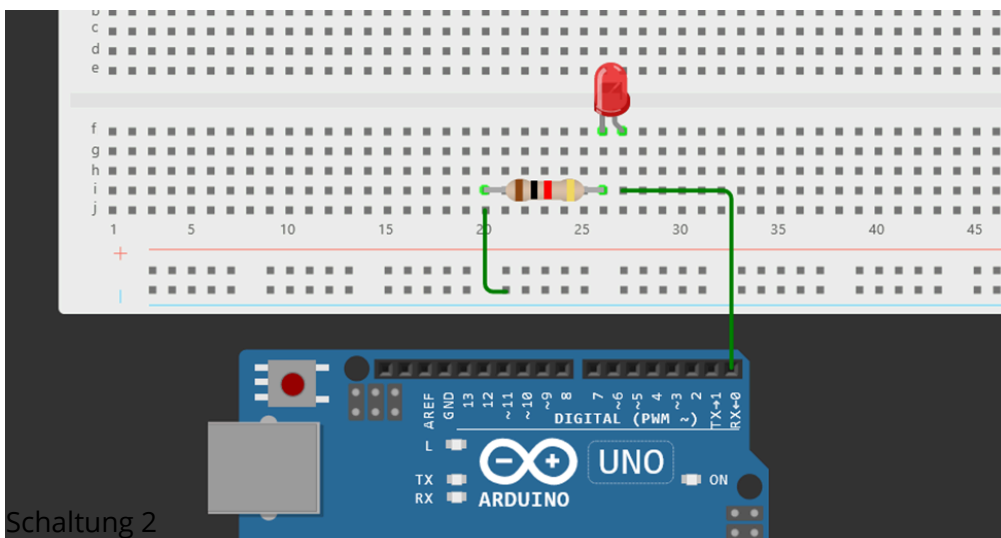 c
d
e
f
g
h
i
j
1 5 10 15 20 25 30 35 40 45
+
AREF GND 13 12 ~11 ~10 ~9 8 7 ~6 ~5 4 ~3 2 TX→1 RX←0
DIGITAL (PWM ~)
L
UNO
TX
RX
ON
ARDUINO
Schaltung 2